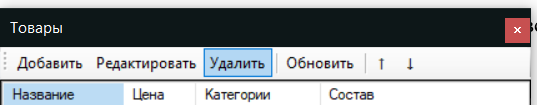 Товары
Добавить Редактировать Удалить Обновить ↑ ↓
Название Цена Категории Состав